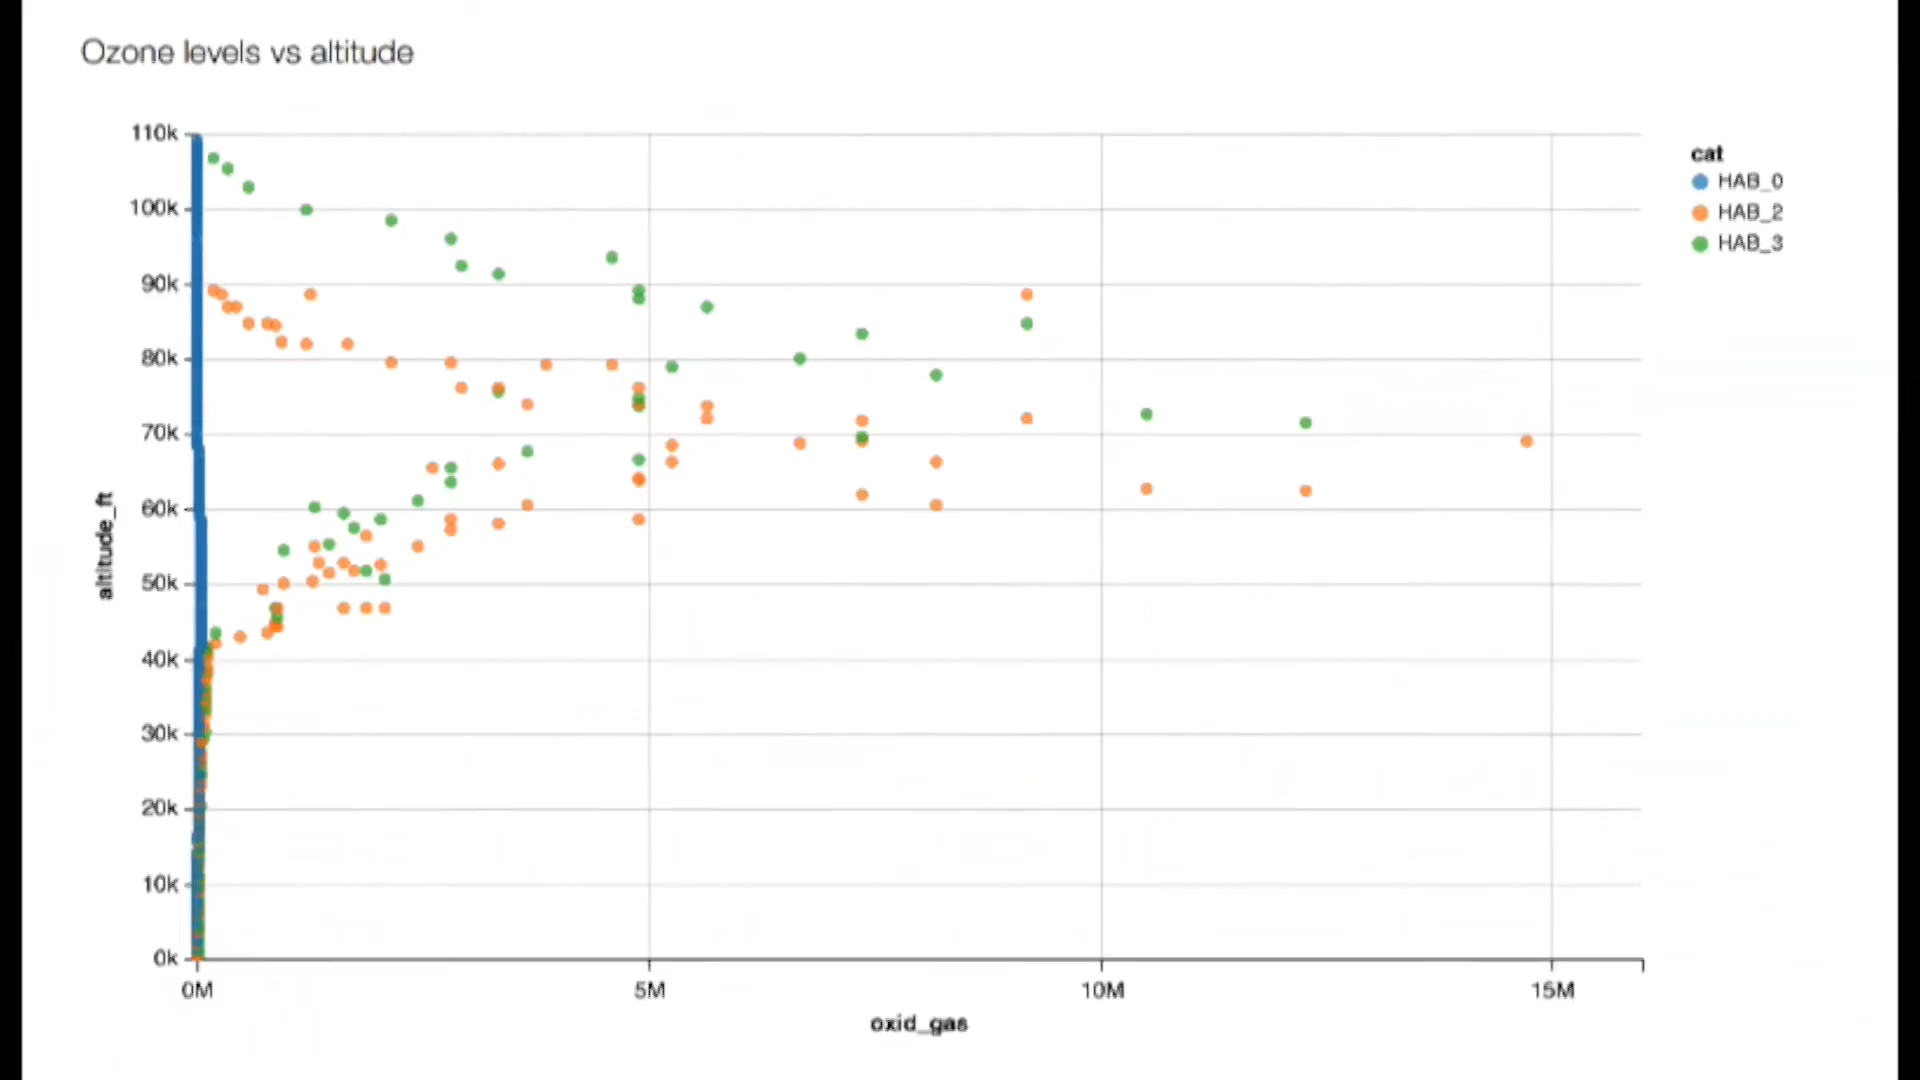 Ozone levels vs altitude
110k
100k
90k
80k
70k
60k
50k
40k
30k
20k
10k
0k
altitude_ft
0M
5M
10M
15M
oxid_gas
cat
HAB_0
HAB_2
HAB_3